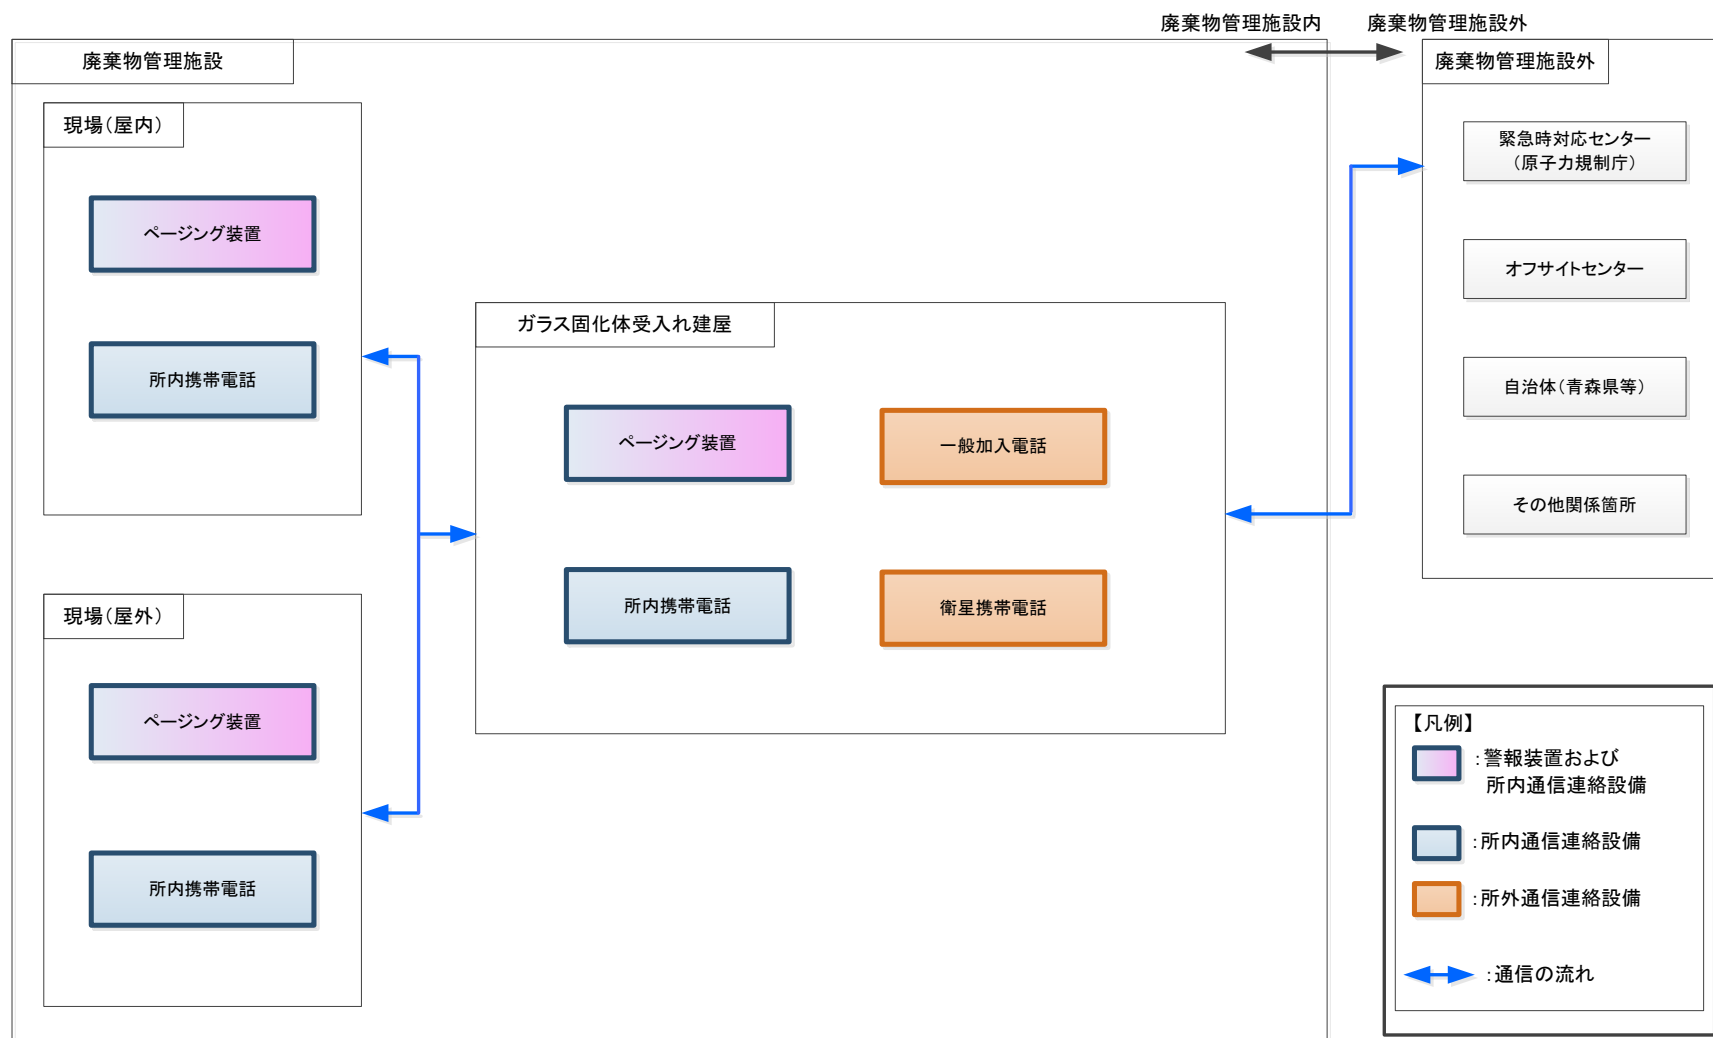 廃棄物管理施設内
廃棄物管理施設外
廃棄物管理施設
廃棄物管理施設外
現場(屋内)
ページング装置
所内携帯電話
ガラス固化体受入れ建屋
ページング装置
一般加入電話
所内携帯電話
衛星携帯電話
現場(屋外)
ページング装置
所内携帯電話
緊急時対応センター
(原子力規制庁)
オフサイトセンター
自治体(青森県等)
その他関係箇所
【凡例】
:警報装置および
所内通信連絡設備
:所内通信連絡設備
:所外通信連絡設備
:通信の流れ